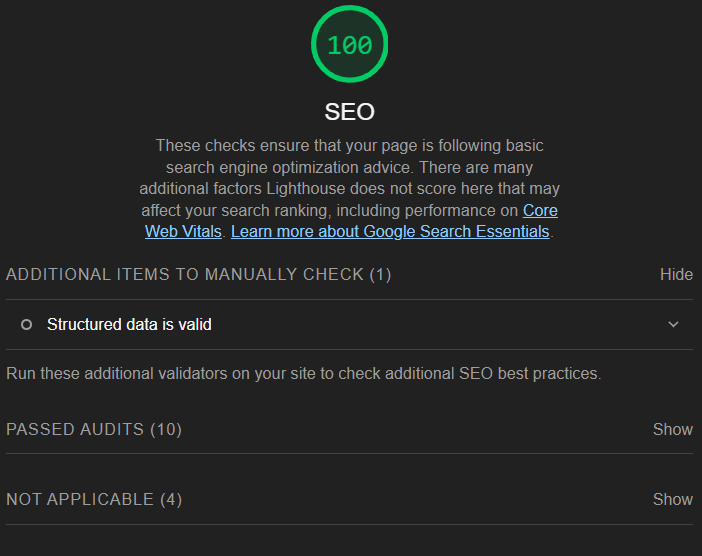 100
SEO
These checks ensure that your page is following basic
search engine optimization advice. There are many
additional factors Lighthouse does not score here that may
affect your search ranking, including performance on Core
Web Vitals. Learn more about Google Search Essentials.
ADDITIONAL ITEMS TO MANUALLY CHECK (1) Hide
Structured data is valid
Run these additional validators on your site to check additional SEO best practices.
PASSED AUDITS (10) Show
NOT APPLICABLE (4) Show